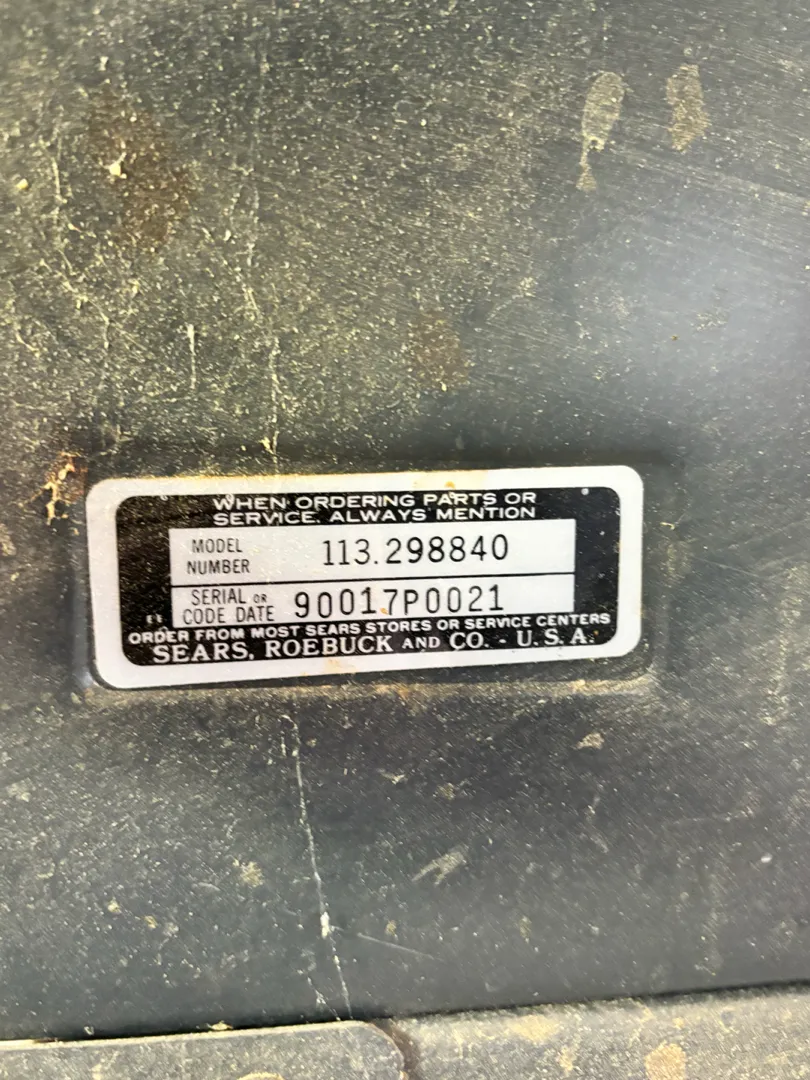 WHEN ORDERING PARTS OR
SERVICE, ALWAYS MENTION
MODEL
NUMBER 113.298840
SERIAL OR
CODE DATE 90017P0021
ORDER FROM MOST SEARS STORES OR SERVICE CENTERS
SEARS, ROEBUCK AND CO. - U.S.A.